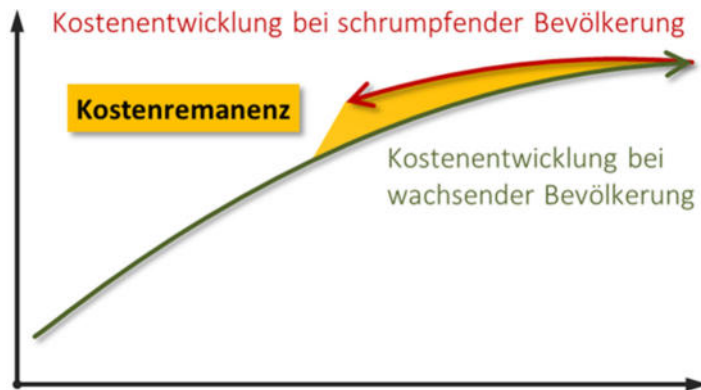 Kostenentwicklung bei schrumpfender Bevölkerung
Kostenremanenz
Kostenentwicklung bei
wachsender Bevölkerung